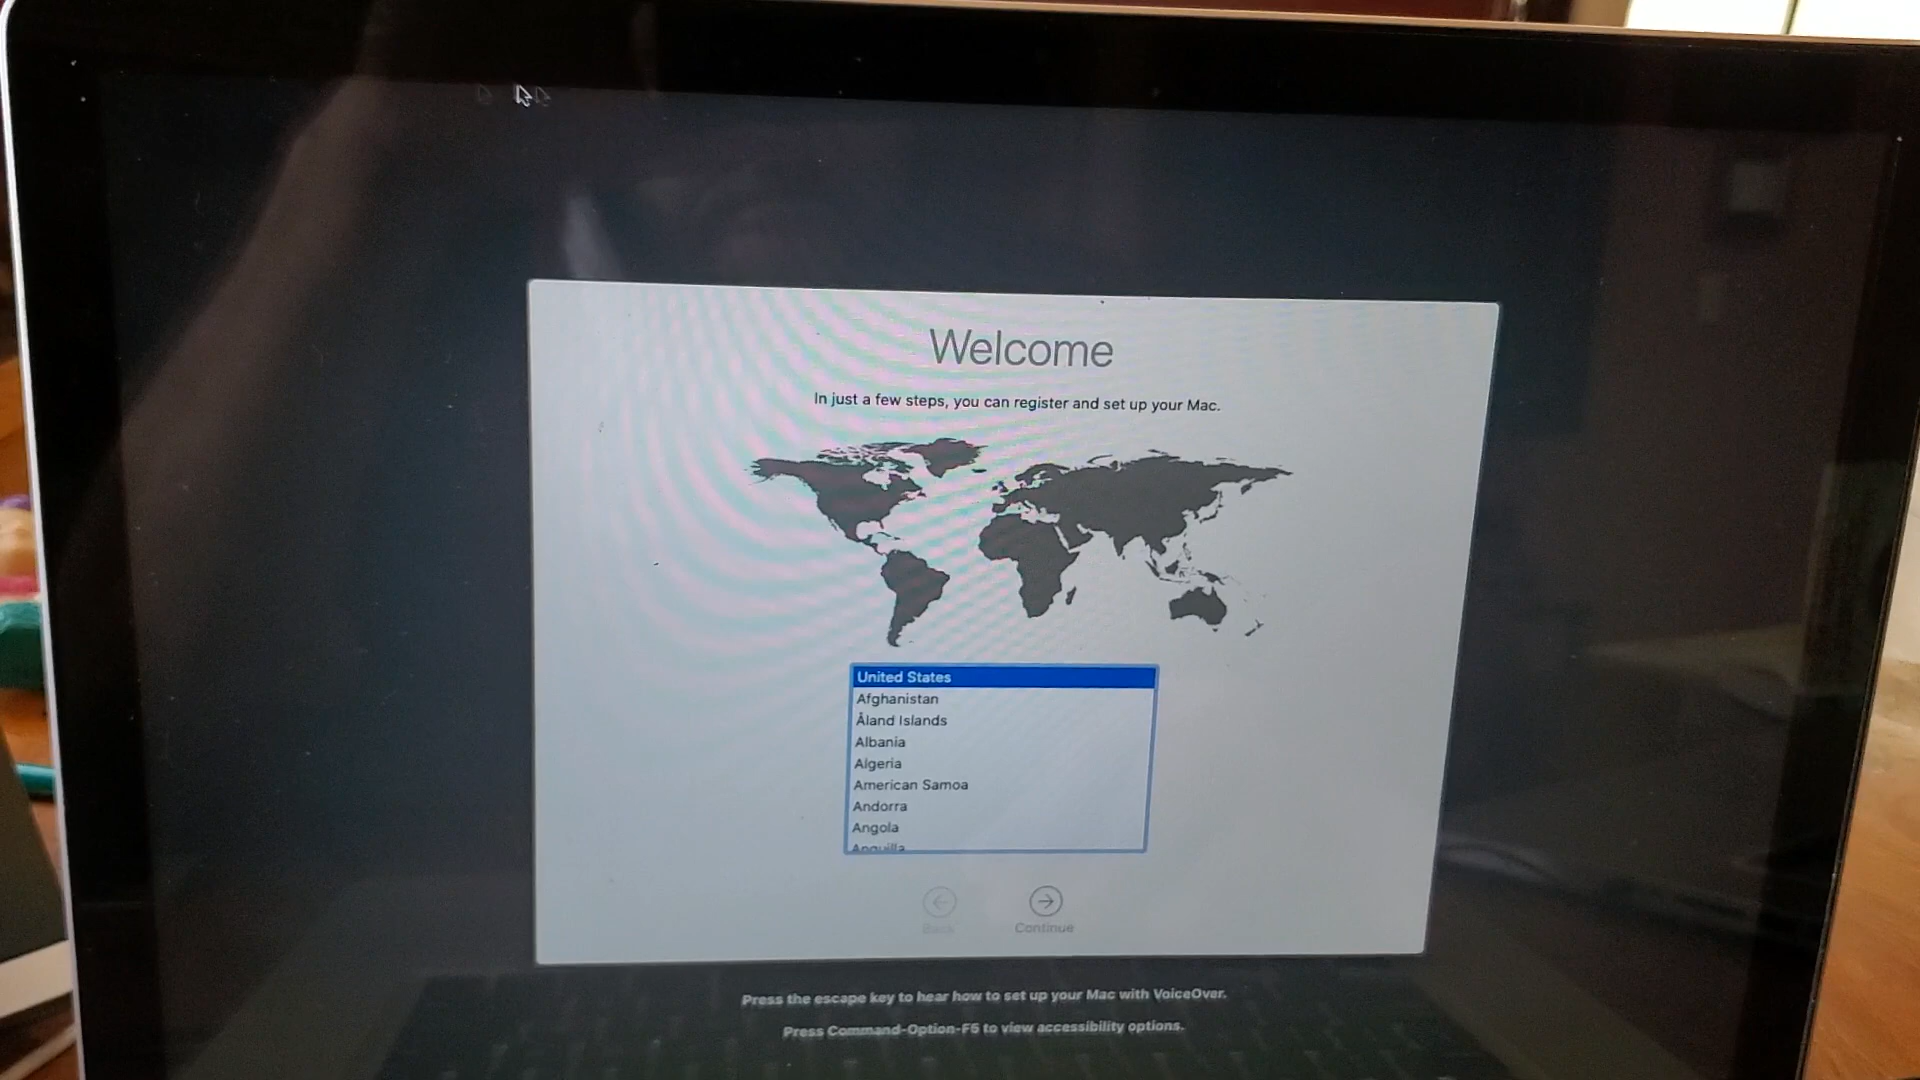 Welcome
In just a few steps, you can register and set up your Mac.
United States
Afghanistan
Åland Islands
Albania
Algeria
American Samoa
Andorra
Angola
Anguilla
Back
Continue
Press the escape key to hear how to set up your Mac with VoiceOver.
Press Command-Option-F5 to view accessibility options.